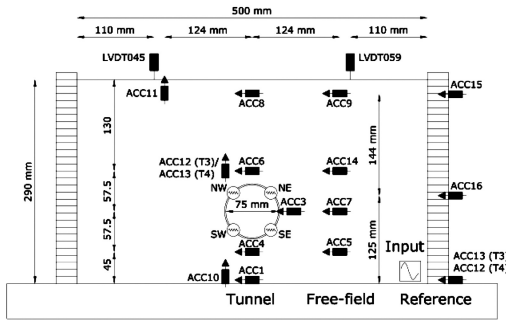 500 mm
110 mm
124 mm
124 mm
110 mm
LVDT045
LVDT059
ACC11
ACC8
ACC9
ACC15
290 mm
130
144 mm
ACC12 (T3)/
ACC13 (T4)
ACC6
ACC14
57.5
NW
NE
ACC16
75 mm
ACC3
ACC7
57.5
SW
SE
125 mm
ACC4
ACC5
Input
45
ACC10
ACC1
ACC13 (T3)
ACC12 (T4)
Tunnel
Free-field
Reference